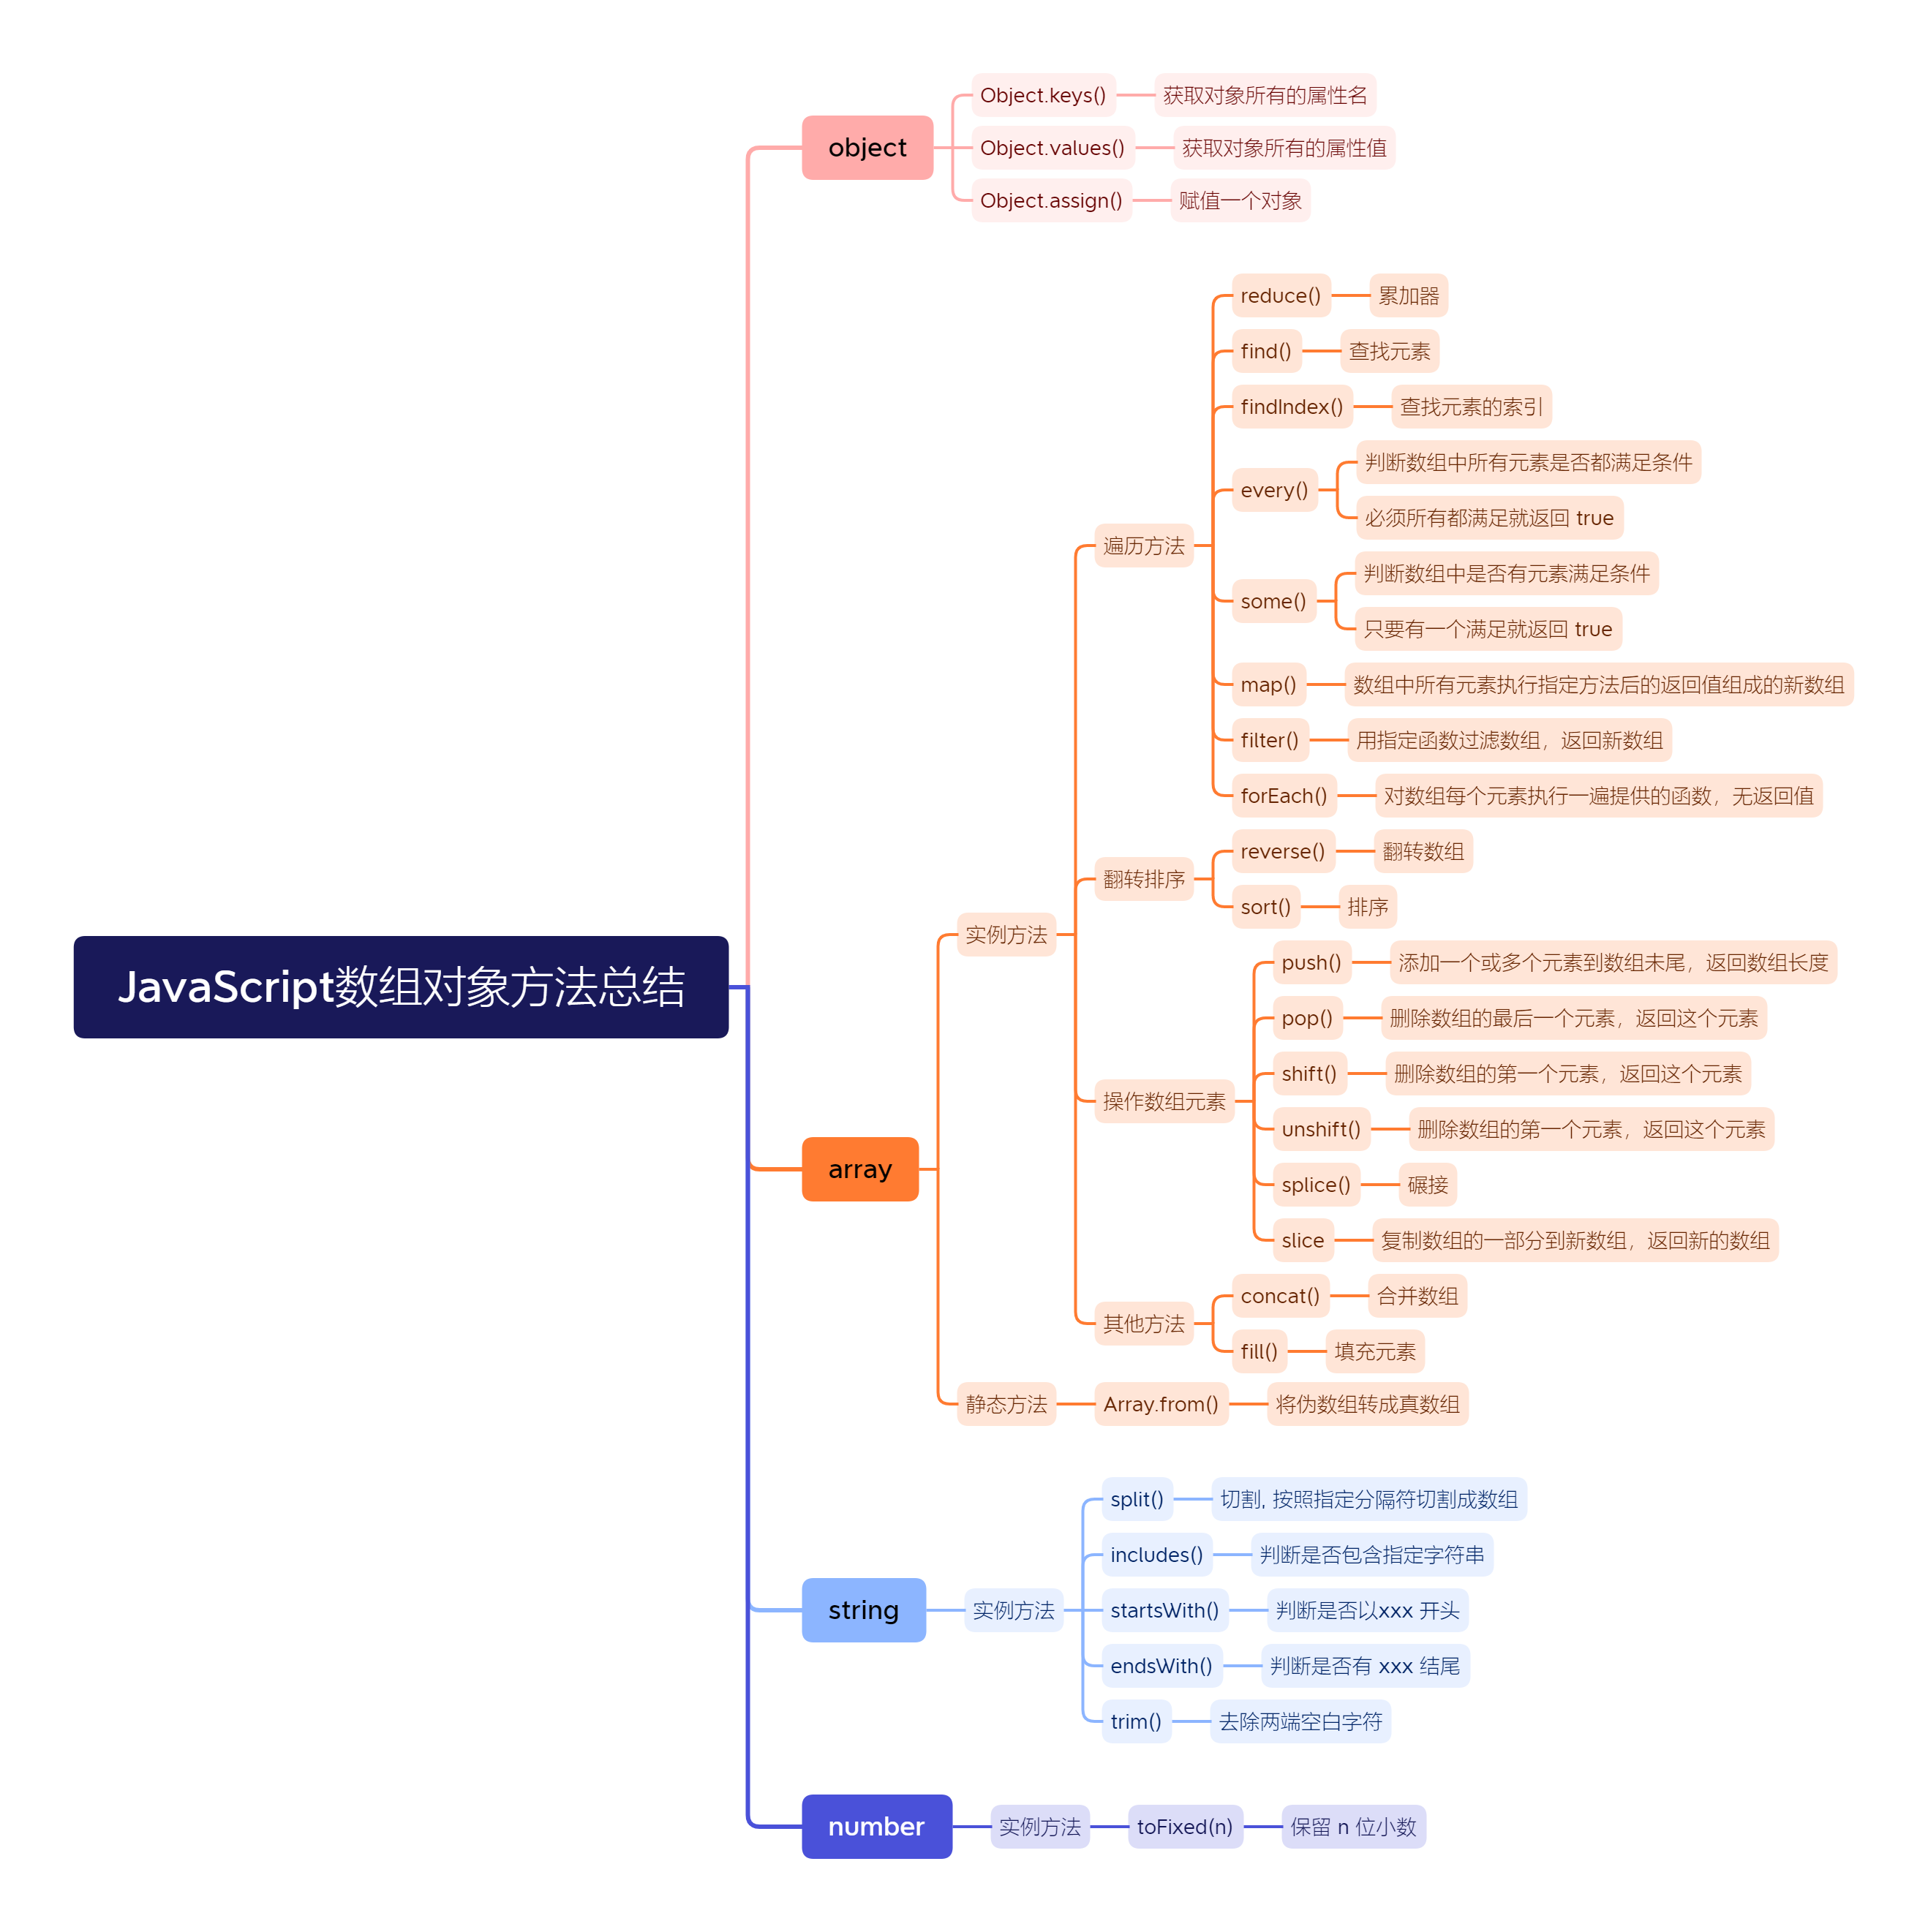 JavaScript数组对象方法总结
object
Object.keys()
获取对象所有的属性名
Object.values()
获取对象所有的属性值
Object.assign()
赋值一个对象
array
实例方法
遍历方法
reduce()
累加器
find()
查找元素
findIndex()
查找元素的索引
every()
判断数组中所有元素是否都满足条件
必须所有都满足就返回 true
some()
判断数组中是否有元素满足条件
只要有一个满足就返回 true
map()
数组中所有元素执行指定方法后的返回值组成的新数组
filter()
用指定函数过滤数组，返回新数组
forEach()
对数组每个元素执行一遍提供的函数，无返回值
翻转排序
reverse()
翻转数组
sort()
排序
操作数组元素
push()
添加一个或多个元素到数组未尾，返回数组长度
pop()
删除数组的最后一个元素，返回这个元素
shift()
删除数组的第一个元素，返回这个元素
unshift()
删除数组的第一个元素，返回这个元素
splice()
碾接
slice
复制数组的一部分到新数组，返回新的数组
其他方法
concat()
合并数组
fill()
填充元素
静态方法
Array.from()
将伪数组转成真数组
string
实例方法
split()
切割, 按照指定分隔符切割成数组
includes()
判断是否包含指定字符串
startsWith()
判断是否以xxx 开头
endsWith()
判断是否有 xxx 结尾
trim()
去除两端空白字符
number
实例方法
toFixed(n)
保留 n 位小数